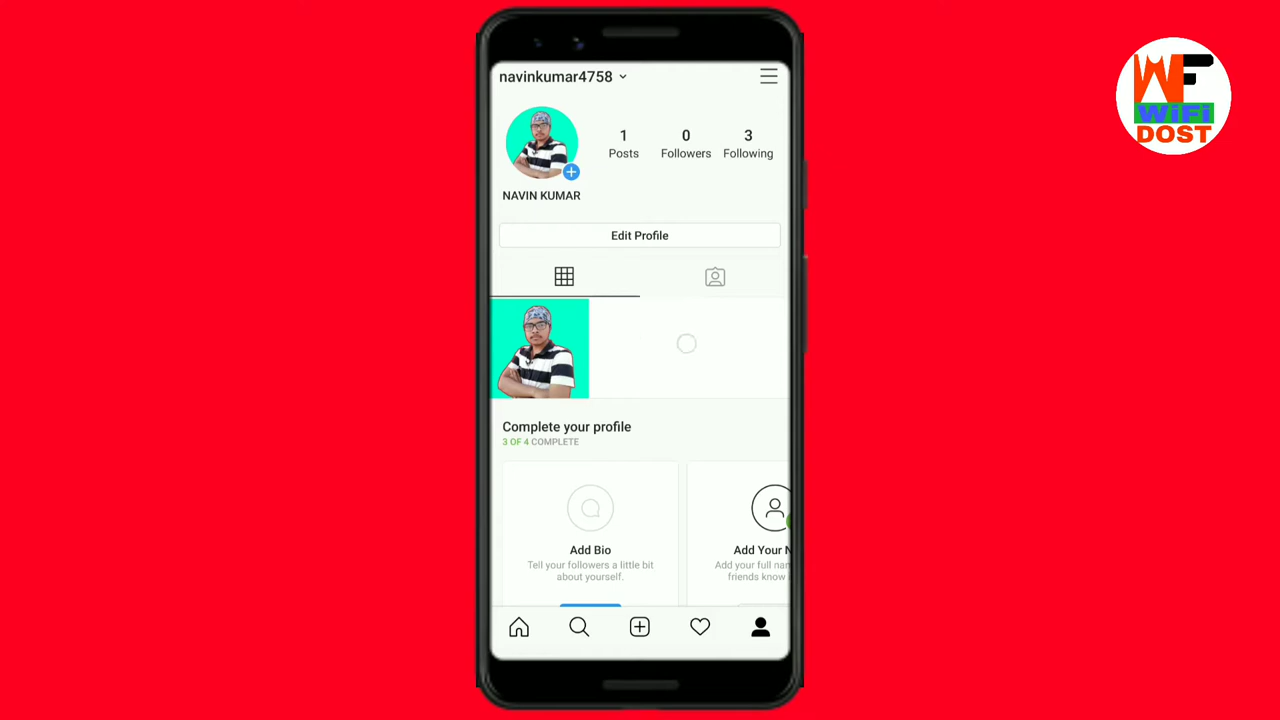 navinkumar4758
1
Posts
0
Followers
3
Following
NAVIN KUMAR
Edit Profile
Complete your profile
3 OF 4 COMPLETE
Add Bio
Tell your followers a little bit
about yourself.
Add Your N
Add your full nam
friends know
WF
WiFi
DOST